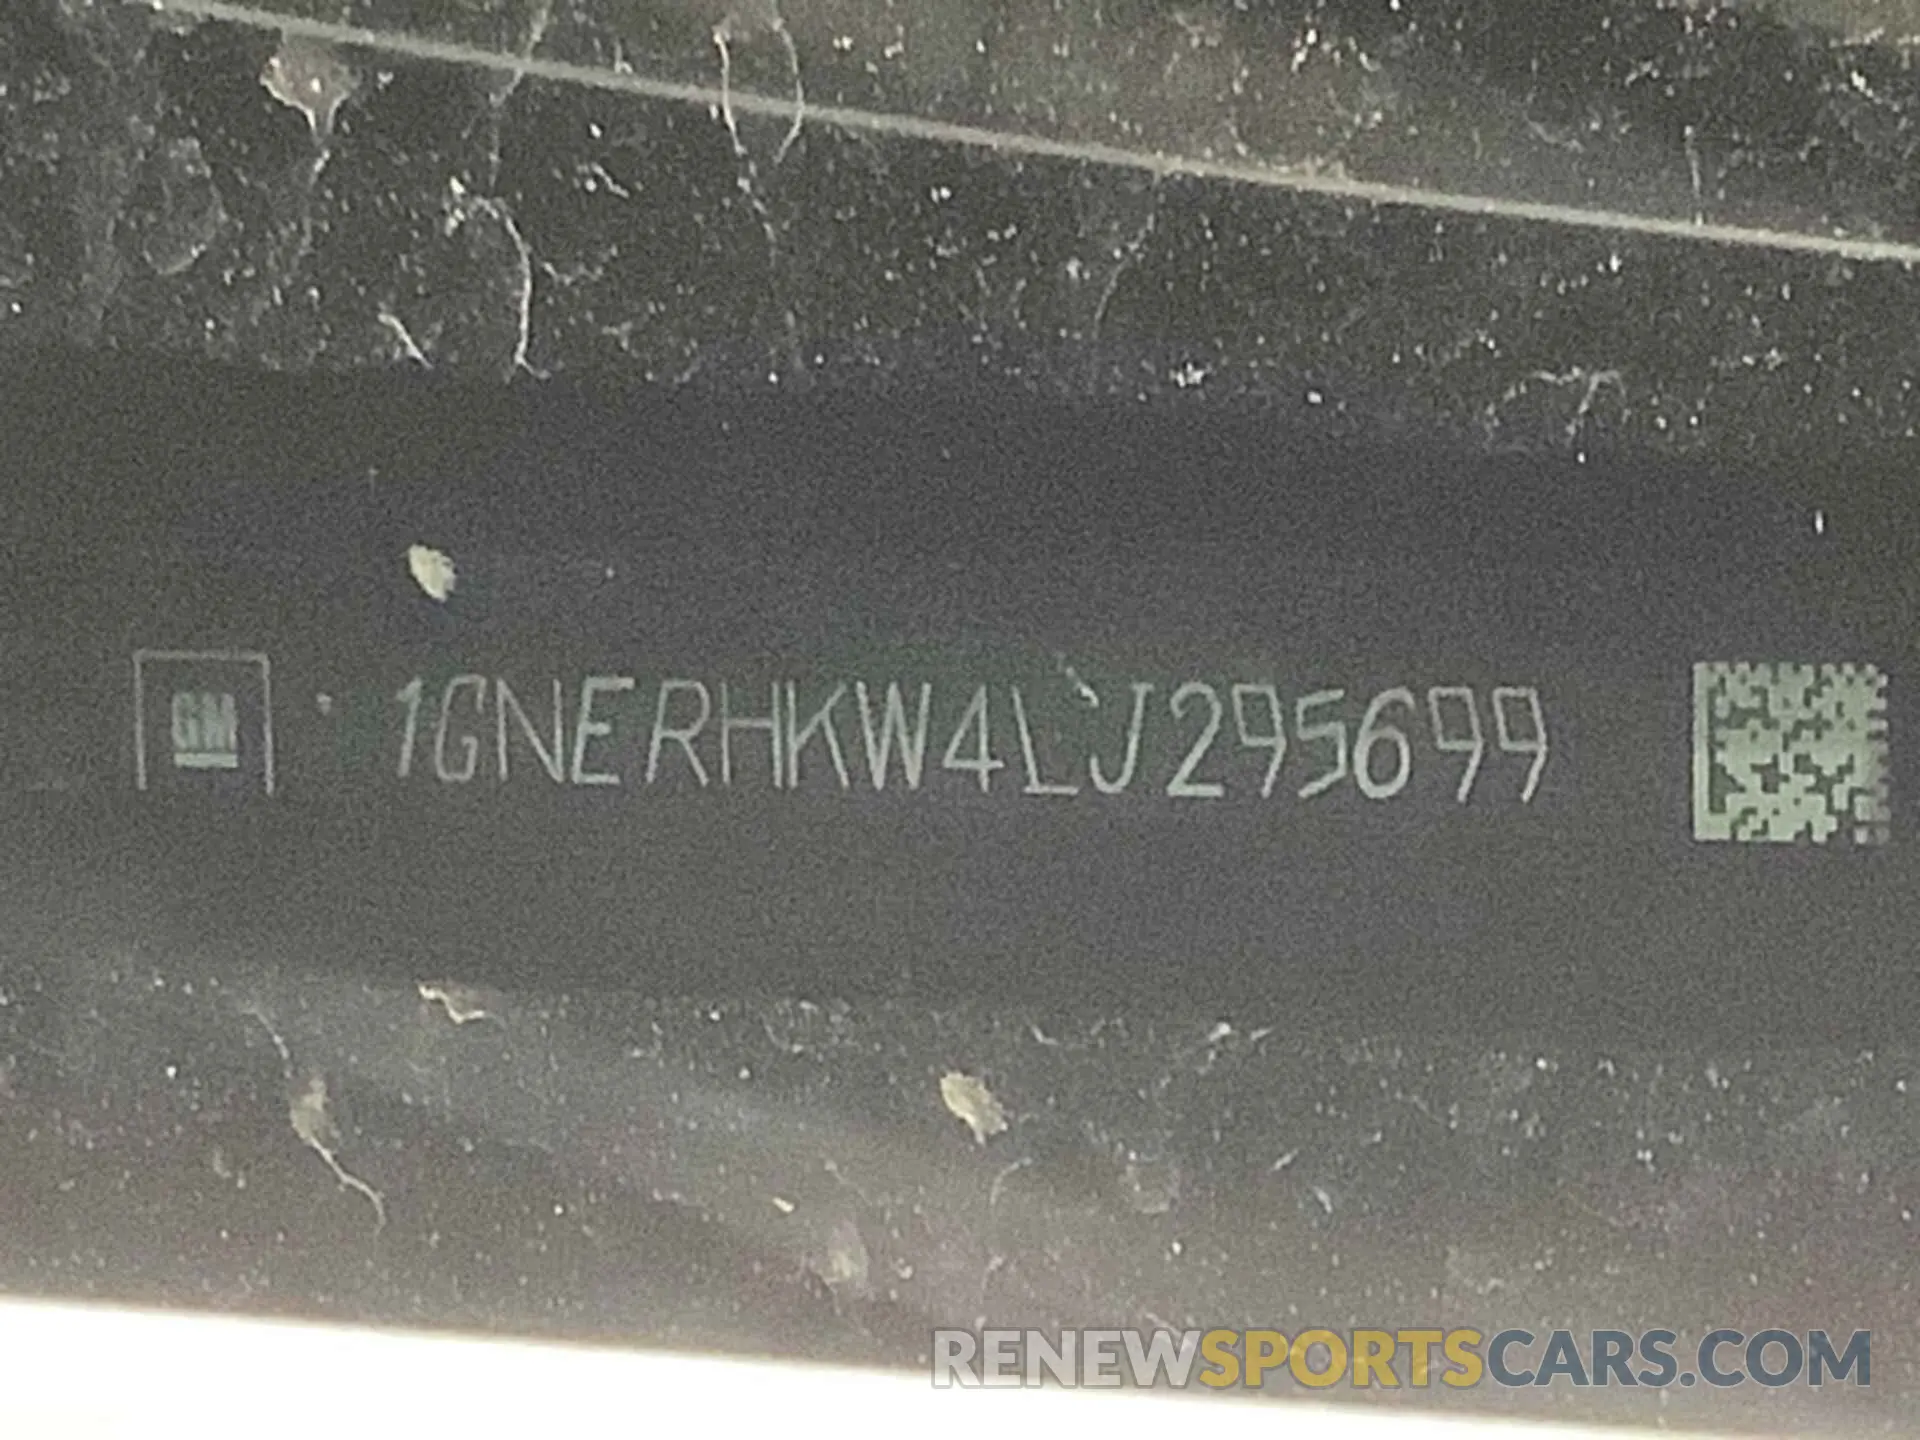 GM 1GNERHKW4LJ295699
RENEWSPORTSCARS.COM